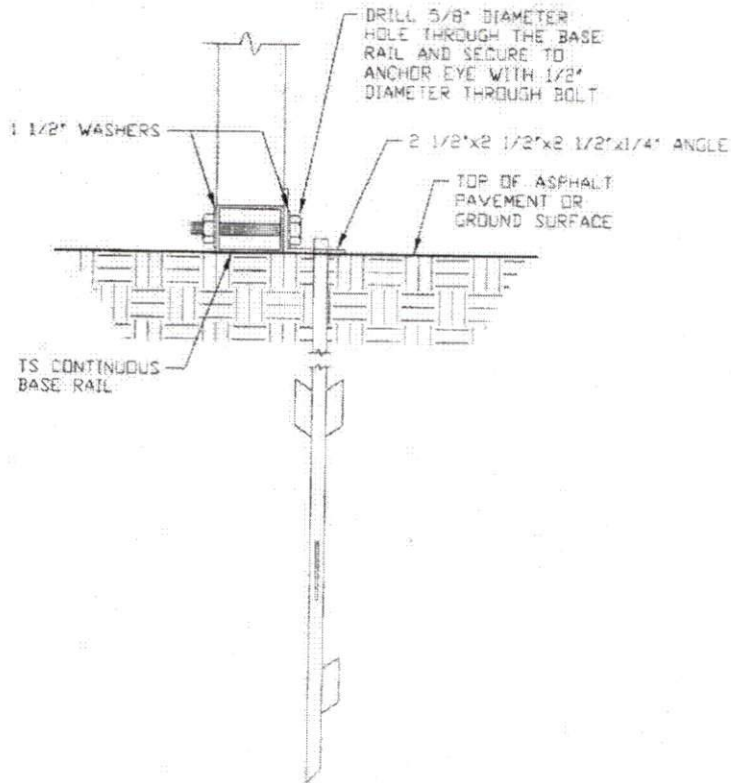 DRILL 5/8" DIAMETER
HOLE THROUGH THE BASE
RAIL AND SECURE TO
ANCHOR EYE WITH 1/2"
DIAMETER THROUGH BOLT
1 1/2" WASHERS
2 1/2"x2 1/2"x2 1/2"x1/4" ANGLE
TOP OF ASPHALT
PAVEMENT OR
GROUND SURFACE
TS CONTINUOUS
BASE RAIL